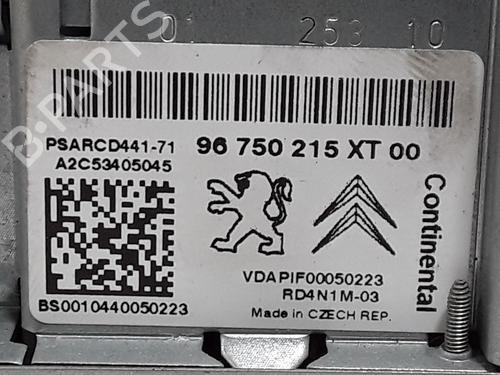 01 253 10
PSARCD441-71 96 750 215 XT 00
A2C53405045
Continental
VDAPIF00050223
RD4N1M-03
BS0010440050223 Made in CZECH REP.
B-PARTS